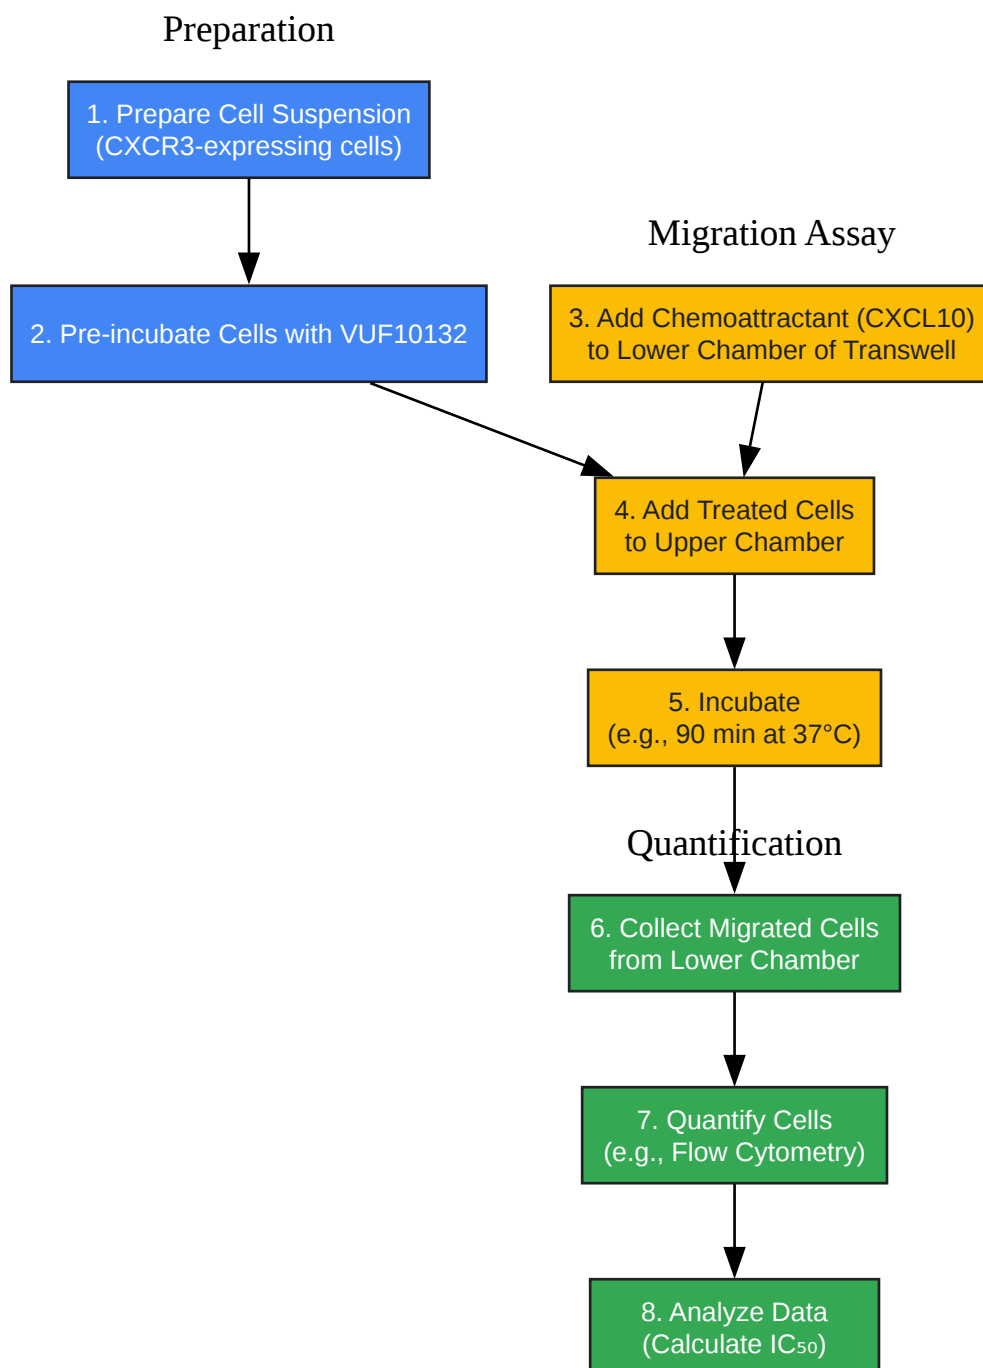 Preparation
1. Prepare Cell Suspension
(CXCR3-expressing cells)
2. Pre-incubate Cells with VUF10132
Migration Assay
3. Add Chemoattractant (CXCL10)
to Lower Chamber of Transwell
4. Add Treated Cells
to Upper Chamber
5. Incubate
(e.g., 90 min at 37°C)
Quantification
6. Collect Migrated Cells
from Lower Chamber
7. Quantify Cells
(e.g., Flow Cytometry)
8. Analyze Data
(Calculate IC₅₀)